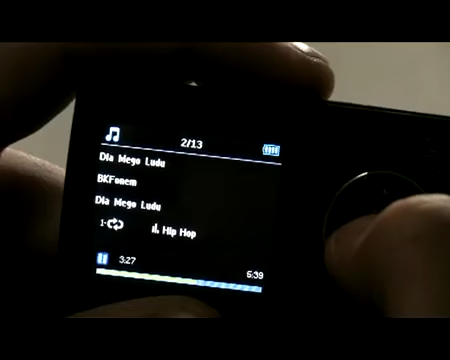 2/13
Dla Mego Ludu
BKFonem
Dla Mego Ludu
1 Hip Hop
3:27 6:39